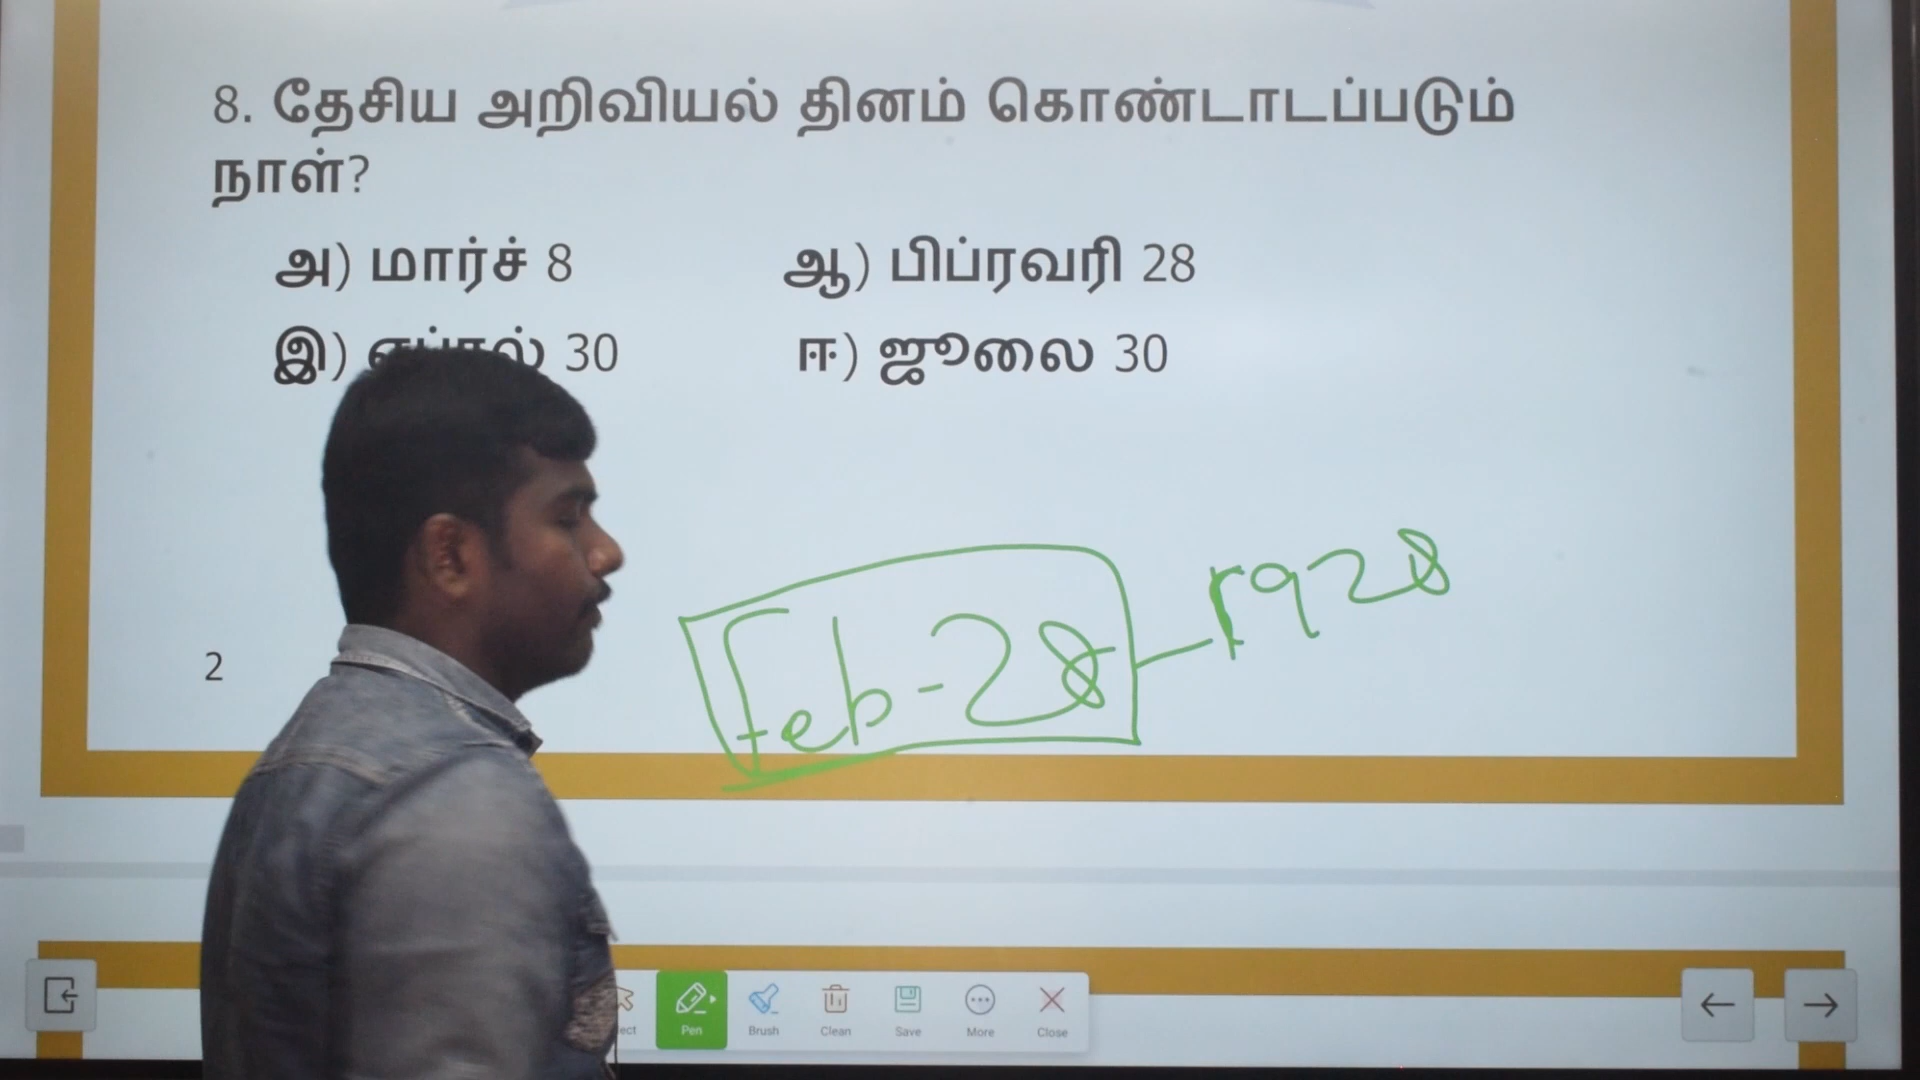 8. தேசிய அறிவியல் தினம் கொண்டாடப்படும்
நாள்?
அ) மார்ச் 8 ஆ) பிப்ரவரி 28
இ) 30 ஈ) ஜூலை 30
Feb-28 1928
2
Pen Brush Clean Save More Close